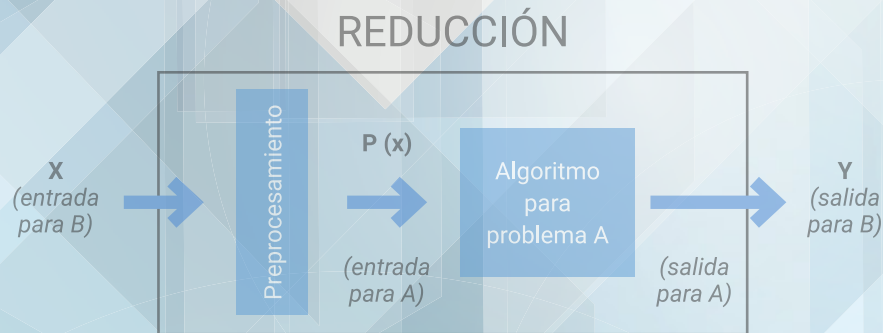 REDUCCIÓN
X
(entrada
para B)
Preprocesamiento
P (x)
(entrada
para A)
Algoritmo
para
problema A
(salida
para A)
Y
(salida
para B)